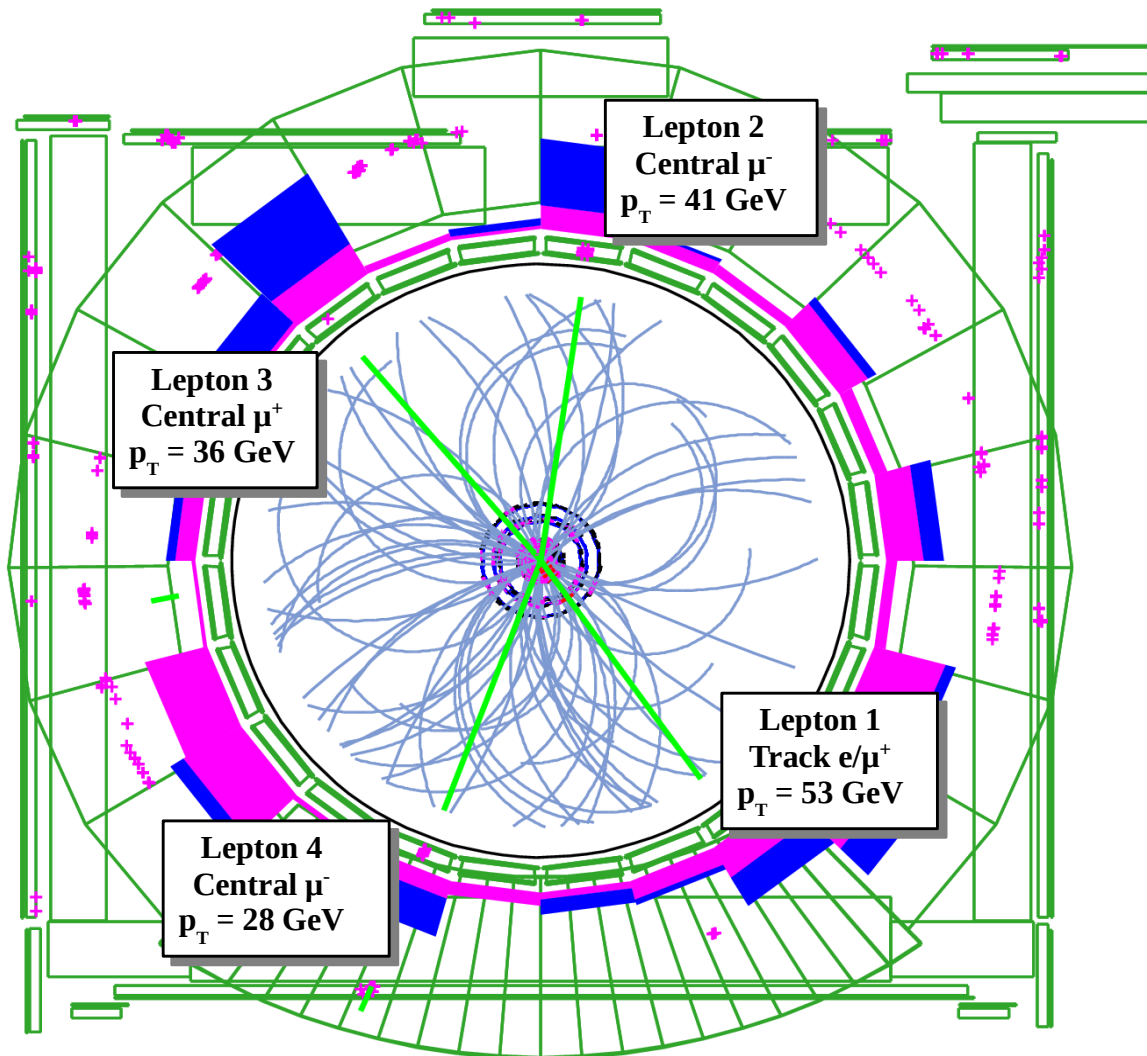 Lepton 2
Central μ⁻
p_T = 41 GeV
Lepton 3
Central μ⁺
p_T = 36 GeV
Lepton 1
Track e/μ⁺
p_T = 53 GeV
Lepton 4
Central μ⁻
p_T = 28 GeV